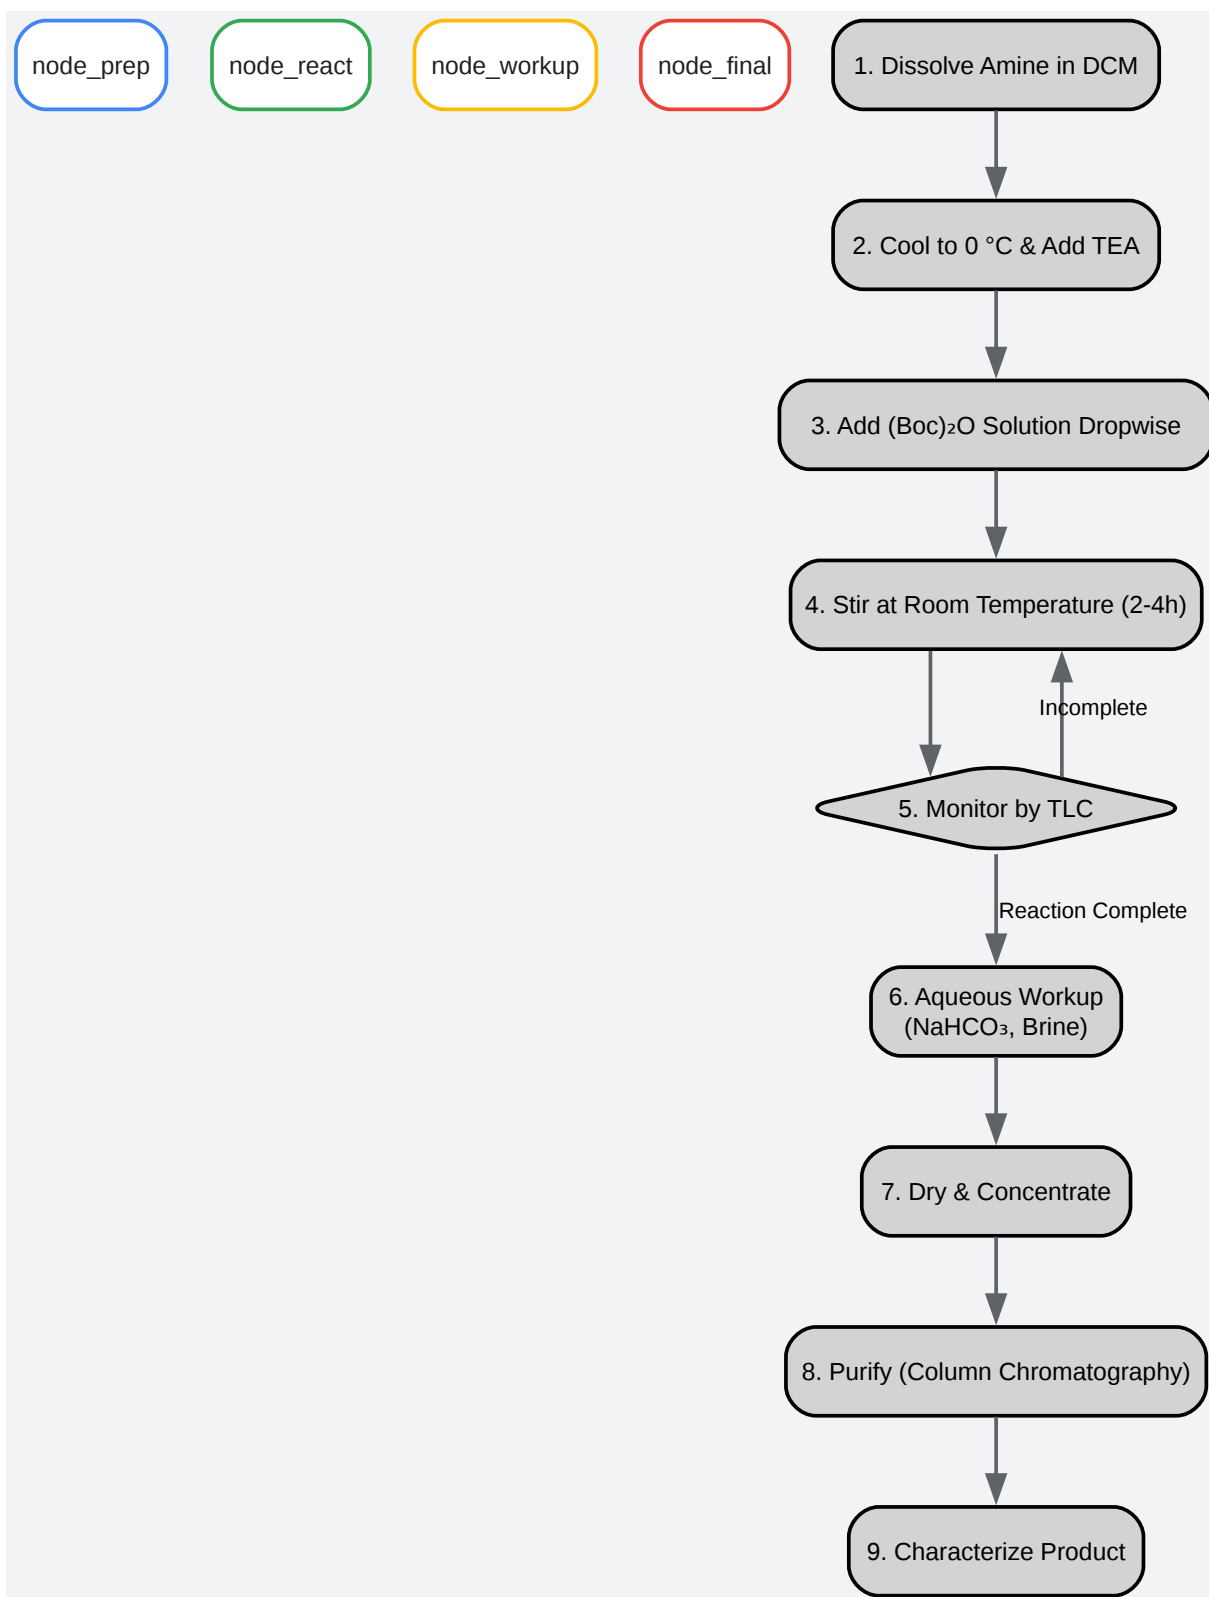 node_prep
node_react
node_workup
node_final
1. Dissolve Amine in DCM
2. Cool to 0 °C & Add TEA
3. Add (Boc)₂O Solution Dropwise
4. Stir at Room Temperature (2-4h)
Incomplete
5. Monitor by TLC
Reaction Complete
6. Aqueous Workup
(NaHCO₃, Brine)
7. Dry & Concentrate
8. Purify (Column Chromatography)
9. Characterize Product